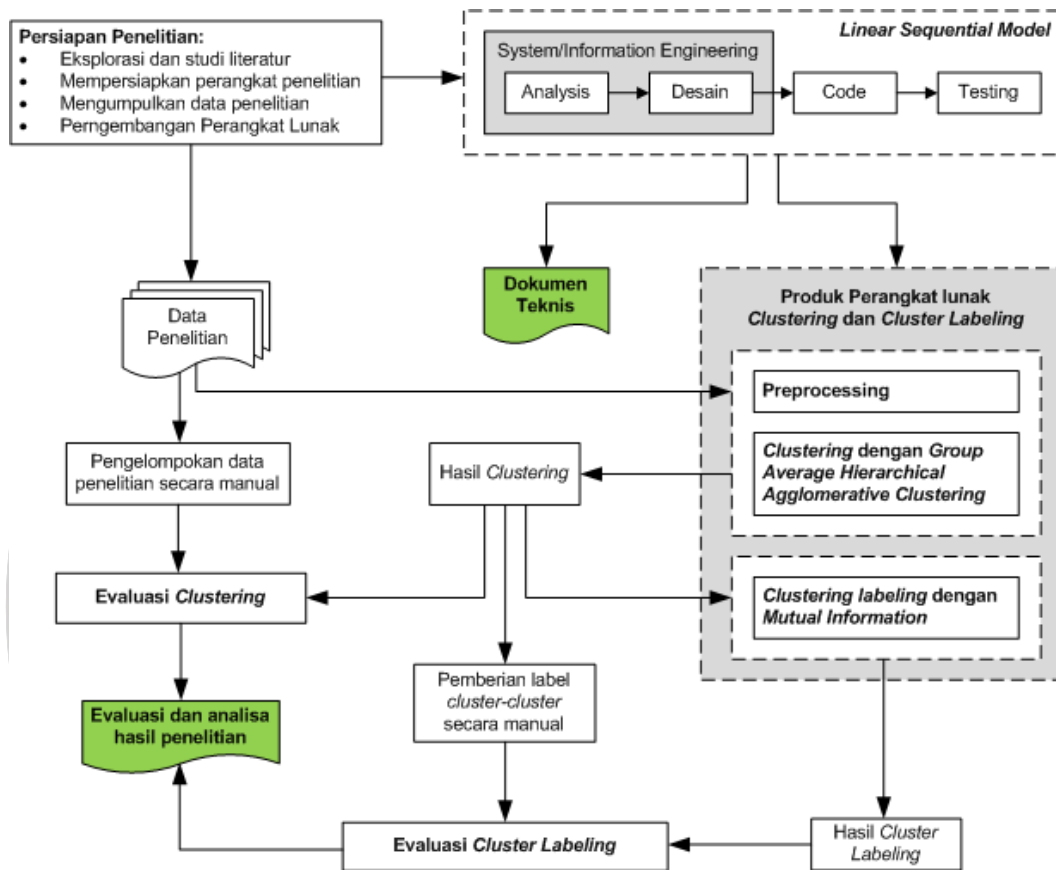 Persiapan Penelitian:
• Eksplorasi dan studi literatur
• Mempersiapkan perangkat penelitian
• Mengumpulkan data penelitian
• Perngembangan Perangkat Lunak
Linear Sequential Model
System/Information Engineering
Analysis
Desain
Code
Testing
Dokumen
Teknis
Data
Penelitian
Produk Perangkat lunak
Clustering dan Cluster Labeling
Preprocessing
Clustering dengan Group
Average Hierarchical
Agglomerative Clustering
Pengelompokan data
penelitian secara manual
Hasil Clustering
Evaluasi Clustering
Clustering labeling dengan
Mutual Information
Pemberian label
cluster-cluster
secara manual
Evaluasi dan analisa
hasil penelitian
Evaluasi Cluster Labeling
Hasil Cluster
Labeling